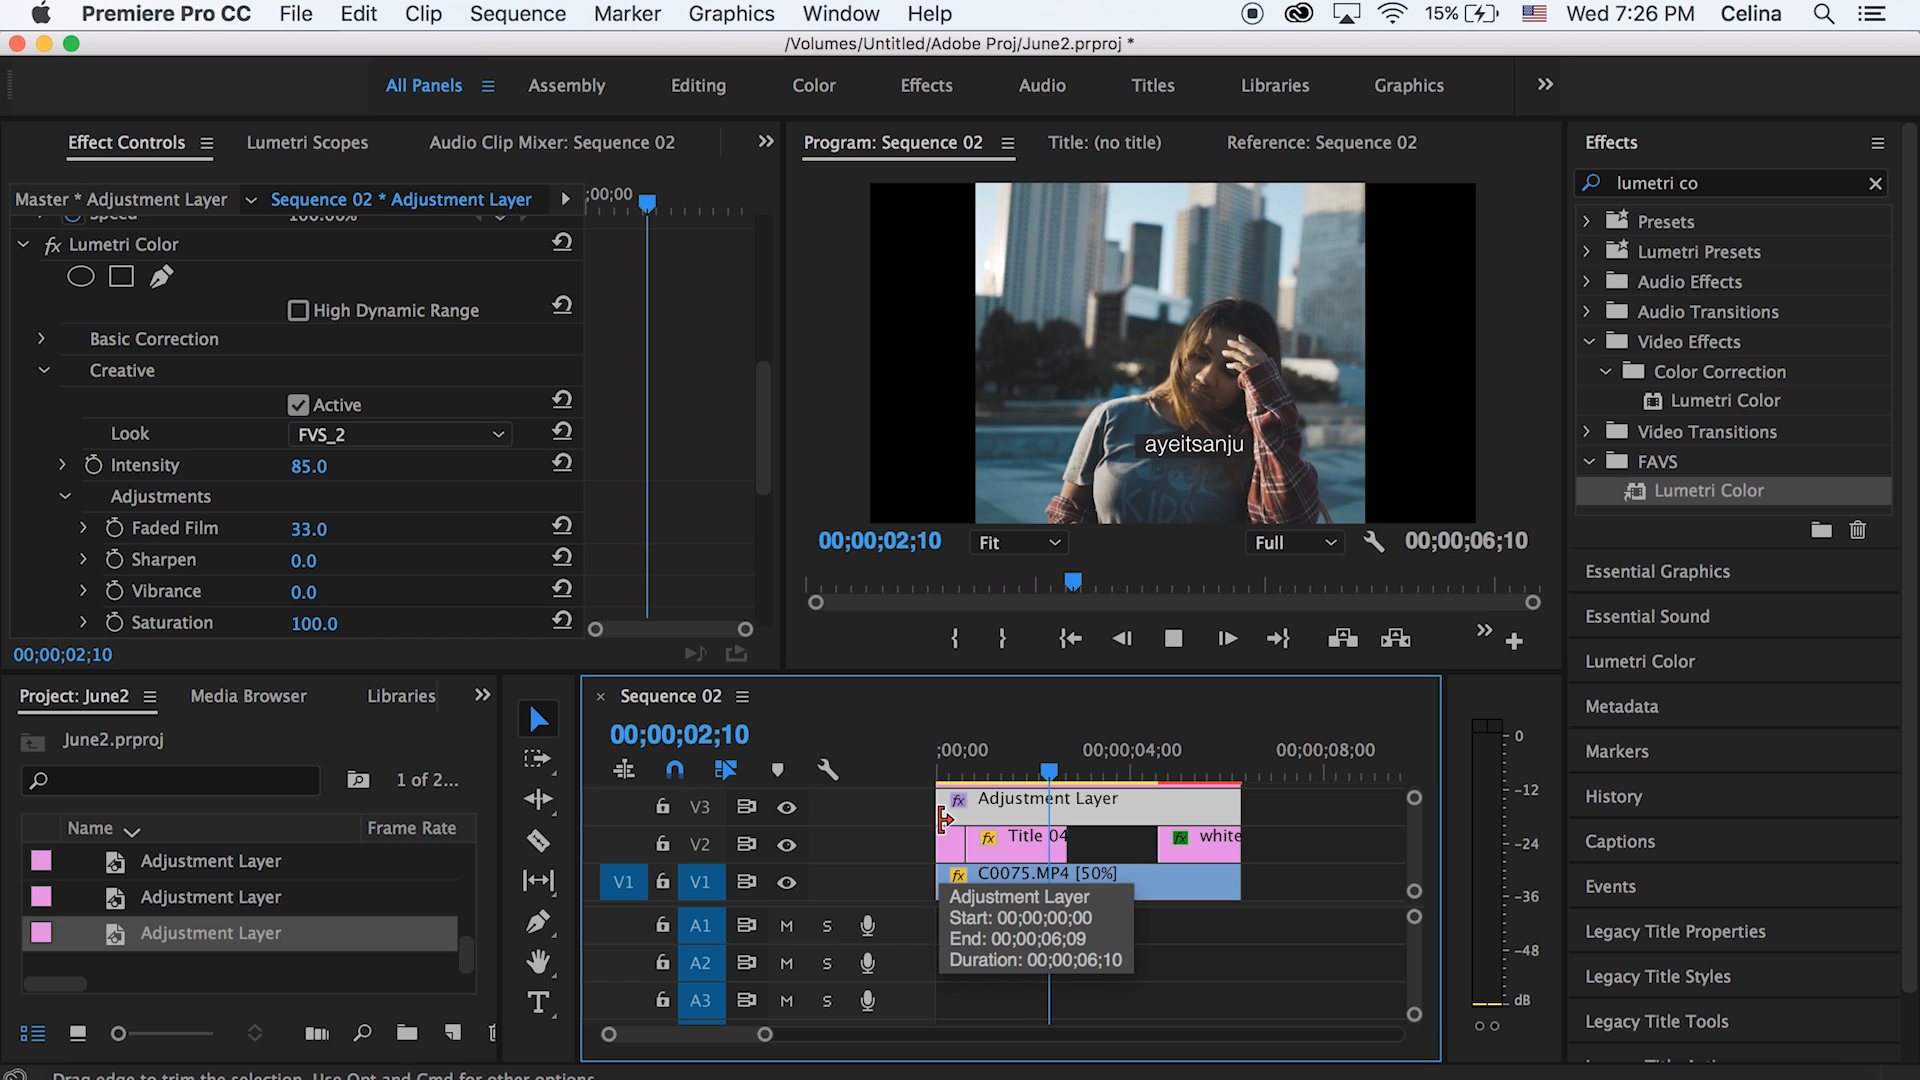 Premiere Pro CC File Edit Clip Sequence Marker Graphics Window Help 15% Wed 7:26 PM Celina
/Volumes/Untitled/Adobe Proj/June2.prproj *
All Panels Assembly Editing Color Effects Audio Titles Libraries Graphics
Effect Controls Lumetri Scopes Audio Clip Mixer: Sequence 02
Master * Adjustment Layer Sequence 02 * Adjustment Layer ;00;00
Speed 100.00%
fx Lumetri Color
High Dynamic Range
Basic Correction
Creative
Active
Look FVS_2
Intensity 85.0
Adjustments
Faded Film 33.0
Sharpen 0.0
Vibrance 0.0
Saturation 100.0
00;00;02;10
Program: Sequence 02 Title: (no title) Reference: Sequence 02
ayeitsanju
00;00;02;10 Fit Full 00;00;06;10
Effects
lumetri co
Presets
Lumetri Presets
Audio Effects
Audio Transitions
Video Effects
Color Correction
Lumetri Color
Video Transitions
FAVS
Lumetri Color
Essential Graphics
Essential Sound
Lumetri Color
Metadata
Markers
History
Captions
Events
Legacy Title Properties
Legacy Title Styles
Legacy Title Tools
Project: June2 Media Browser Libraries
June2.prproj
1 of 2...
Name Frame Rate
Adjustment Layer
Adjustment Layer
Adjustment Layer
Sequence 02
00;00;02;10
;00;00 00;00;04;00 00;00;08;00
V3 fx Adjustment Layer
V2 fx Title 04 fx white
V1 V1 fx C0075.MP4 [50%]
Adjustment Layer
Start: 00;00;00;00
End: 00;00;06;09
Duration: 00;00;06;10
A1 M S
A2 M S
A3 M S
0
-12
-24
-36
-48
dB
Drag edge to trim the selection. Use Opt and Cmd for other options.